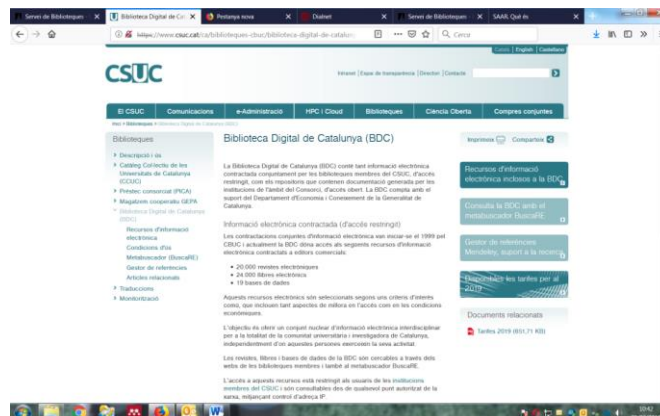 Servei de Biblioteques
Biblioteca Digital de Cat
Pestanya nova
Dialnet
Servei de Biblioteques
SAAR. Què és
https://www.csuc.cat/ca/biblioteques-cbuc/biblioteca-digital-de-catalun
Cerca
Català | English | Castellano
CSUC
Intranet | Espai de transparència | Directori | Contacte
El CSUC
Comunicacions
e-Administració
HPC i Cloud
Biblioteques
Ciència Oberta
Compres conjuntes
Inici > Biblioteques > Biblioteca Digital de Catalunya
Biblioteques
Descripció i ús
Catàleg Col·lectiu de les
Universitats de Catalunya
(CCUC)
Préstec consorciat (PICA)
Magatzem cooperatiu GEPA
Biblioteca Digital de Catalunya
(BDC)
Recursos d'informació
electrònica
Condicions d'ús
Metabuscador (BuscaRE)
Gestor de referències
Articles relacionats
Traduccions
Monitorització
Biblioteca Digital de Catalunya (BDC)
La Biblioteca Digital de Catalunya (BDC) conté tant informació electrònica
contractada conjuntament per les biblioteques membres del CSUC, d'accés
restringit, com els repositoris que contenen documentació generada per les
institucions de l'àmbit del Consorci, d'accés obert. La BDC compta amb el
suport del Departament d'Economia i Coneixement de la Generalitat de
Catalunya.
Informació electrònica contractada (d'accés restringit)
Les contractacions conjuntes d'informació electrònica van iniciar-se el 1999 pel
CBUC i actualment la BDC dóna accés als següents recursos d'informació
electrònica contractats a editors comercials:
20.000 revistes electròniques
24.000 llibres electrònics
19 bases de dades
Aquests recursos electrònics són seleccionats segons uns criteris d'interès
comú, que inclouen tant aspectes de millora en l'accés com en les condicions
econòmiques.
L'objectiu és oferir un conjunt nuclear d'informació electrònica interdisciplinar
per a la totalitat de la comunitat universitària i investigadora de Catalunya,
independentment d'on aquestes persones exerceixin la seva activitat.
Les revistes, llibres i bases de dades de la BDC són cercables a través dels
webs de les biblioteques membres i també al metabuscador BuscaRE.
L'accés a aquests recursos està restringit als usuaris de les institucions
membres del CSUC i són consultables des de qualsevol punt autoritzat de la
xarxa, mitjançant control d'adreça IP.
Imprimeix
Comparteix
Recursos d'informació
electrònica inclosos a la BDC
Consulta la BDC amb el
metabuscador BuscaRE
Gestor de referències
Mendeley, suport a la recerca
Disponibles les tarifes per al
2019
Documents relacionats
Tarifes 2019 (651,71 KB)
10:42